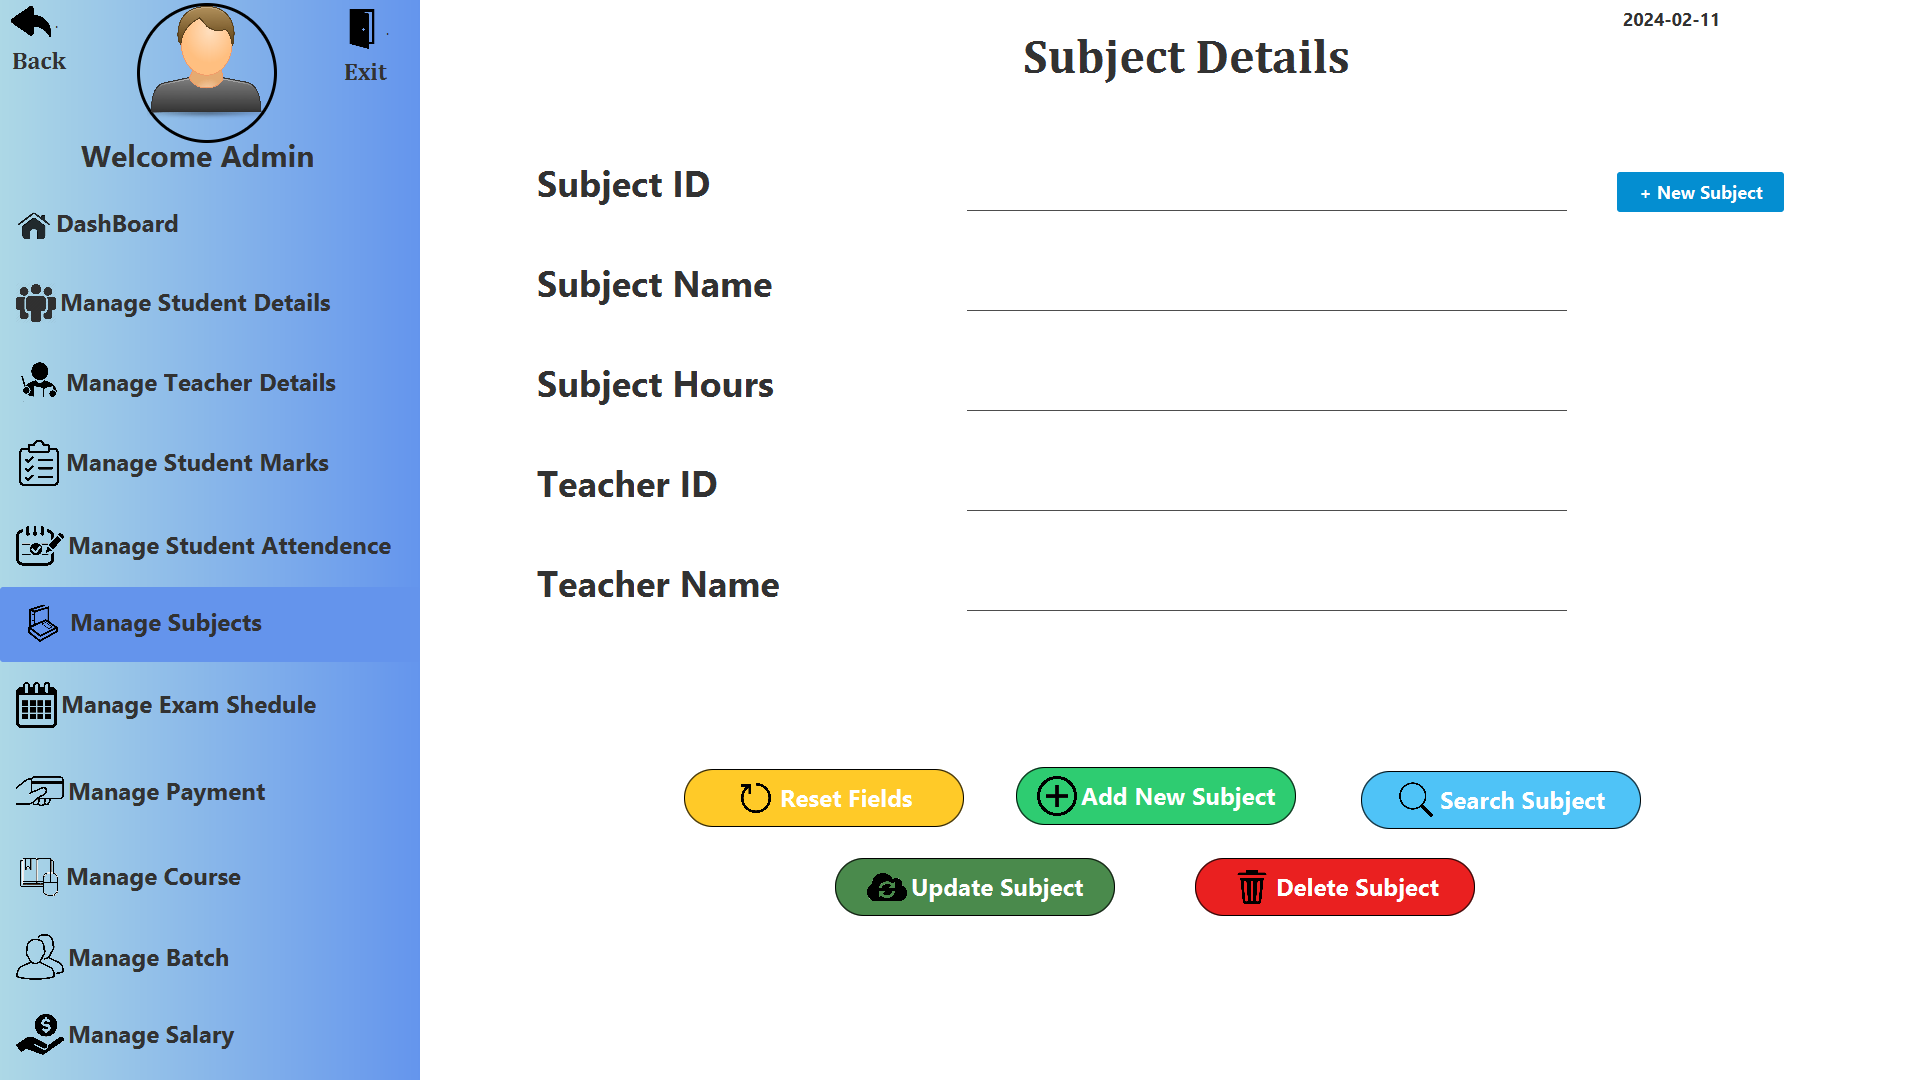 Back
Exit
Welcome Admin
DashBoard
Manage Student Details
Manage Teacher Details
Manage Student Marks
Manage Student Attendence
Manage Subjects
Manage Exam Shedule
Manage Payment
Manage Course
Manage Batch
Manage Salary
2024-02-11
Subject Details
Subject ID
+ New Subject
Subject Name
Subject Hours
Teacher ID
Teacher Name
Reset Fields
Add New Subject
Search Subject
Update Subject
Delete Subject